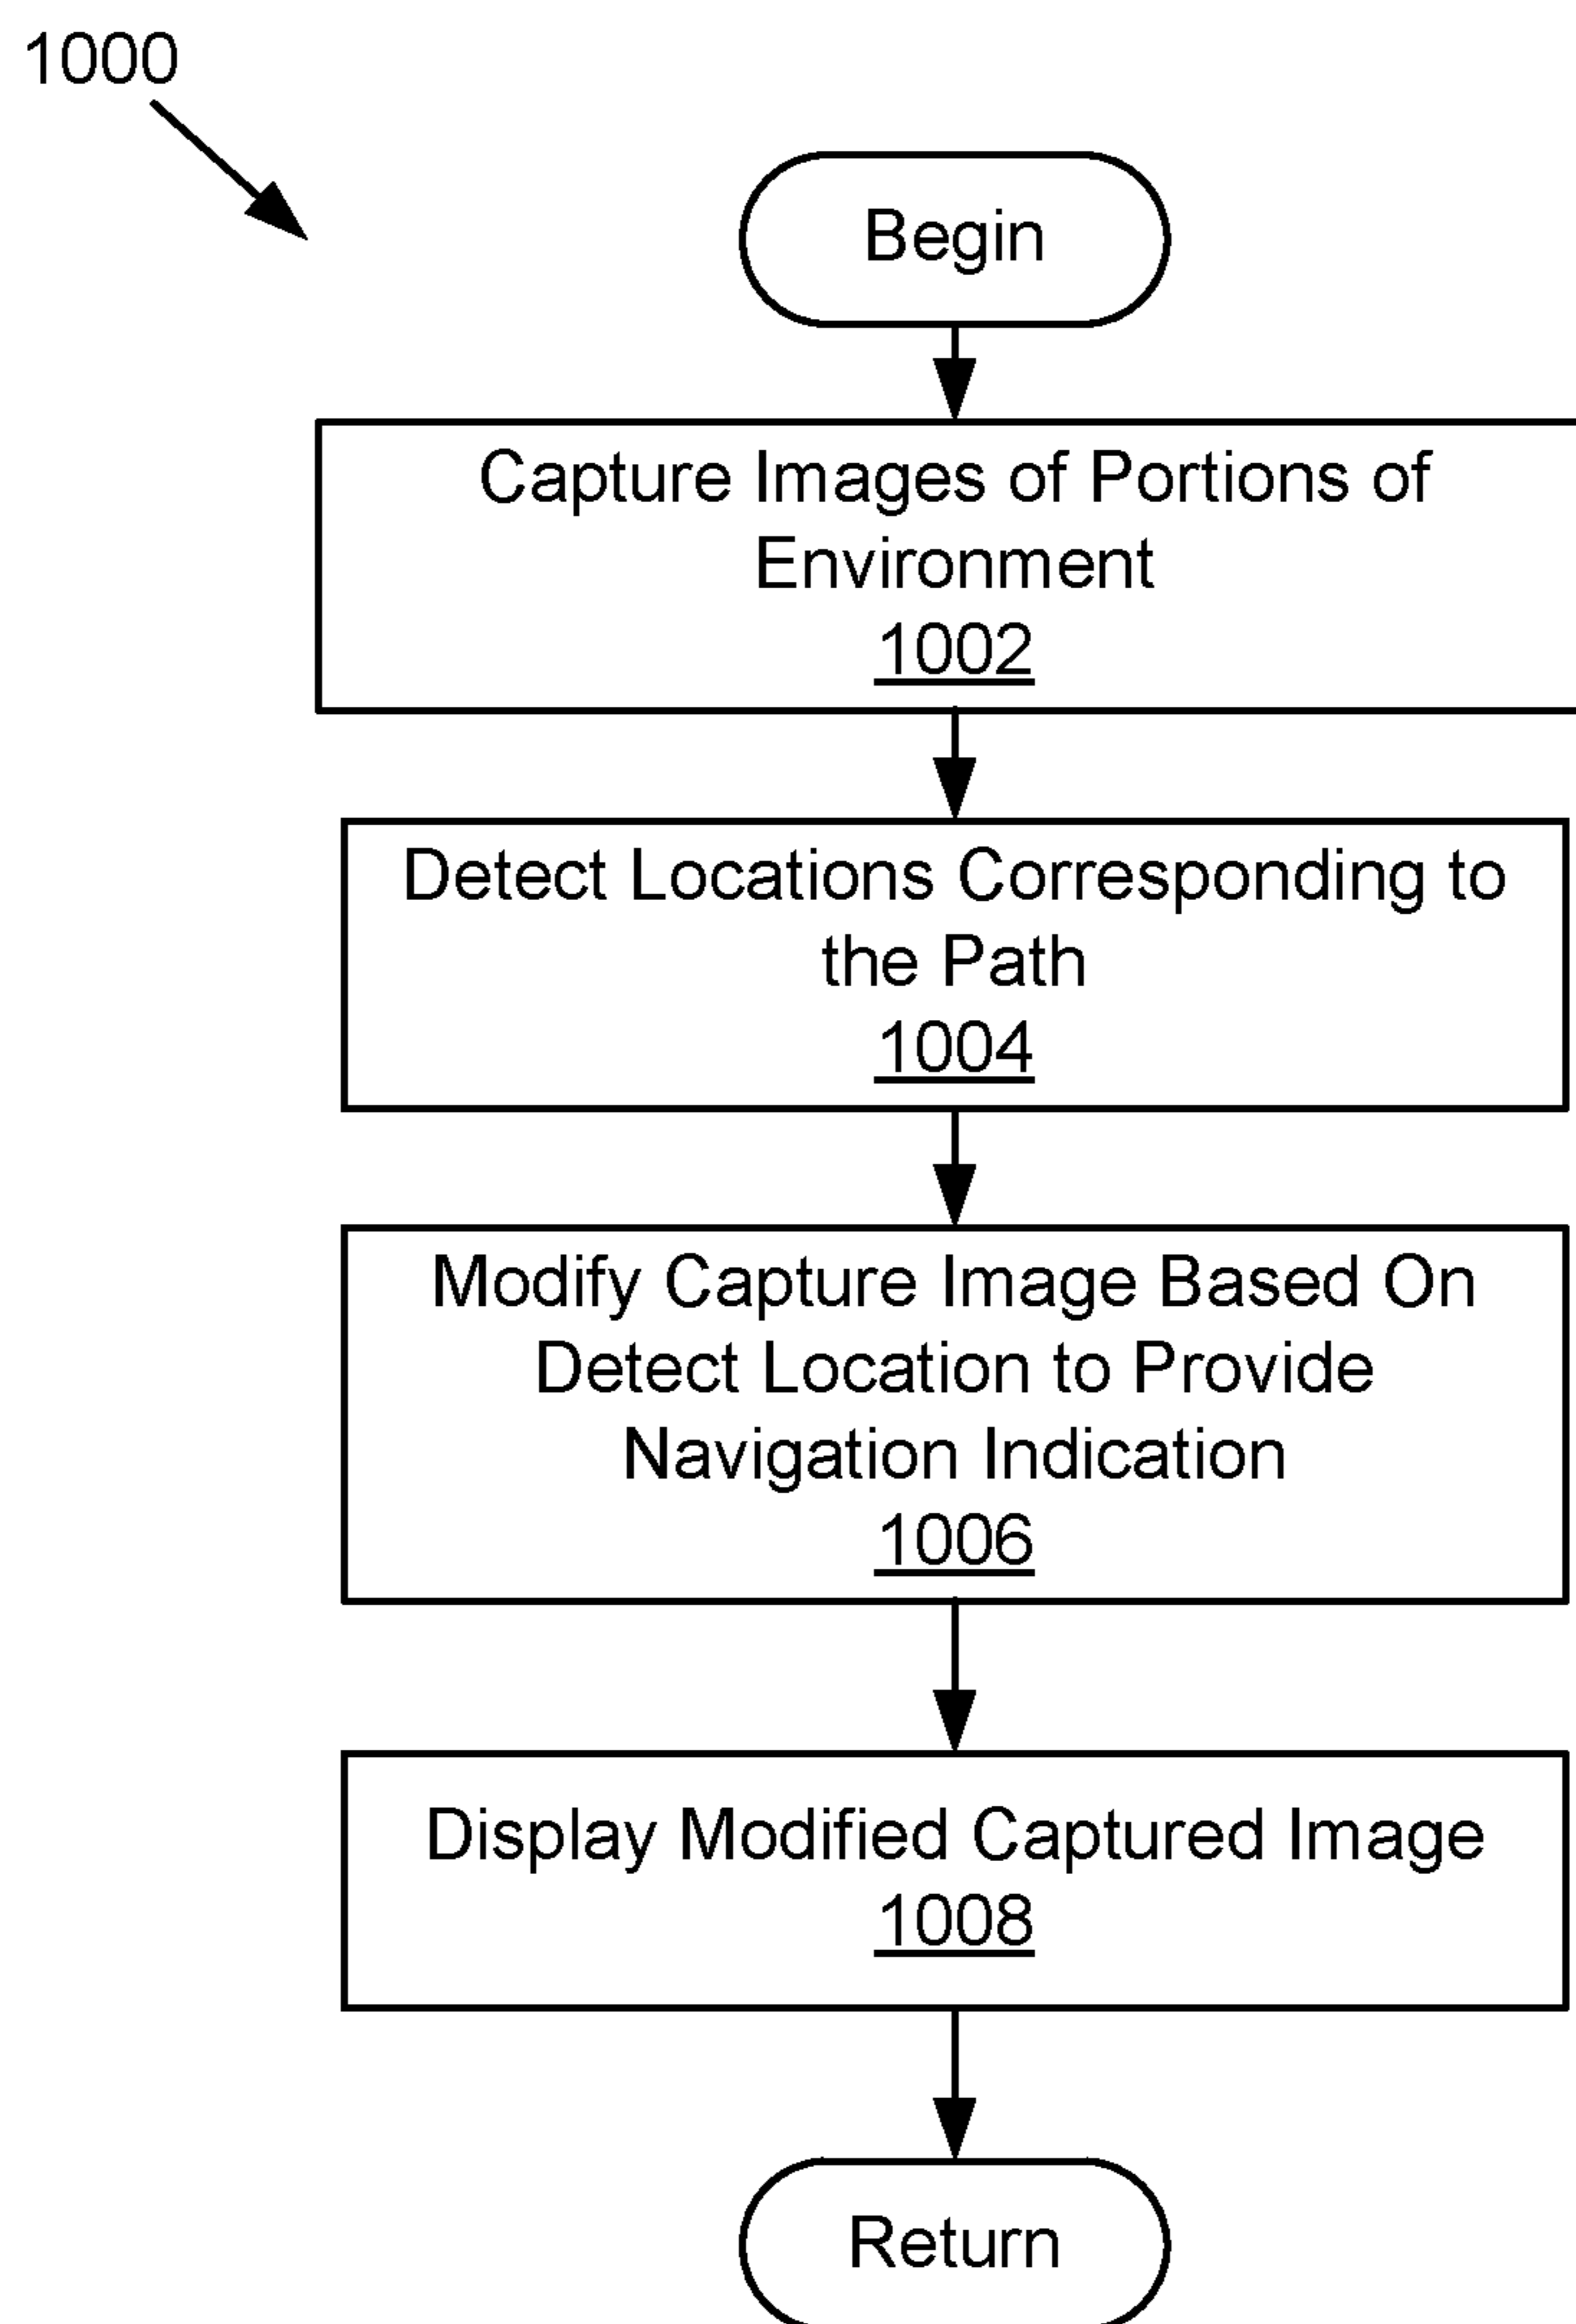 1000
Begin
Capture Images of Portions of
Environment
1002
Detect Locations Corresponding to
the Path
1004
Modify Capture Image Based On
Detect Location to Provide
Navigation Indication
1006
Display Modified Captured Image
1008
Return